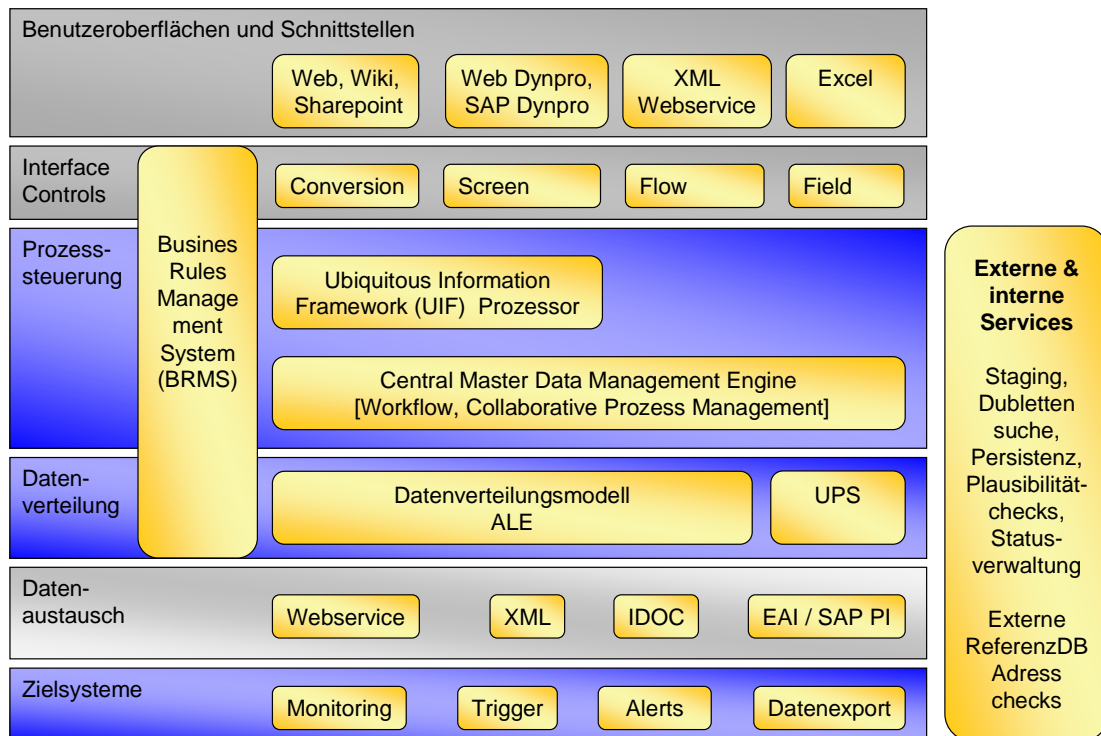 Benutzeroberflächen und Schnittstellen
Web, Wiki,
Sharepoint
Web Dynpro,
SAP Dynpro
XML
Webservice
Excel
Interface
Controls
Conversion
Screen
Flow
Field
Busines
Rules
Manage
ment
System
(BRMS)
Prozess-
steuerung
Ubiquitous Information
Framework (UIF)  Prozessor
Central Master Data Management Engine
[Workflow, Collaborative Prozess Management]
Daten-
verteilung
Datenverteilungsmodell
ALE
UPS
Daten-
austausch
Webservice
XML
IDOC
EAI / SAP PI
Zielsysteme
Monitoring
Trigger
Alerts
Datenexport
Externe &
interne
Services
Staging,
Dubletten
suche,
Persistenz,
Plausibilität-
checks,
Status-
verwaltung
Externe
ReferenzDB
Adress
checks